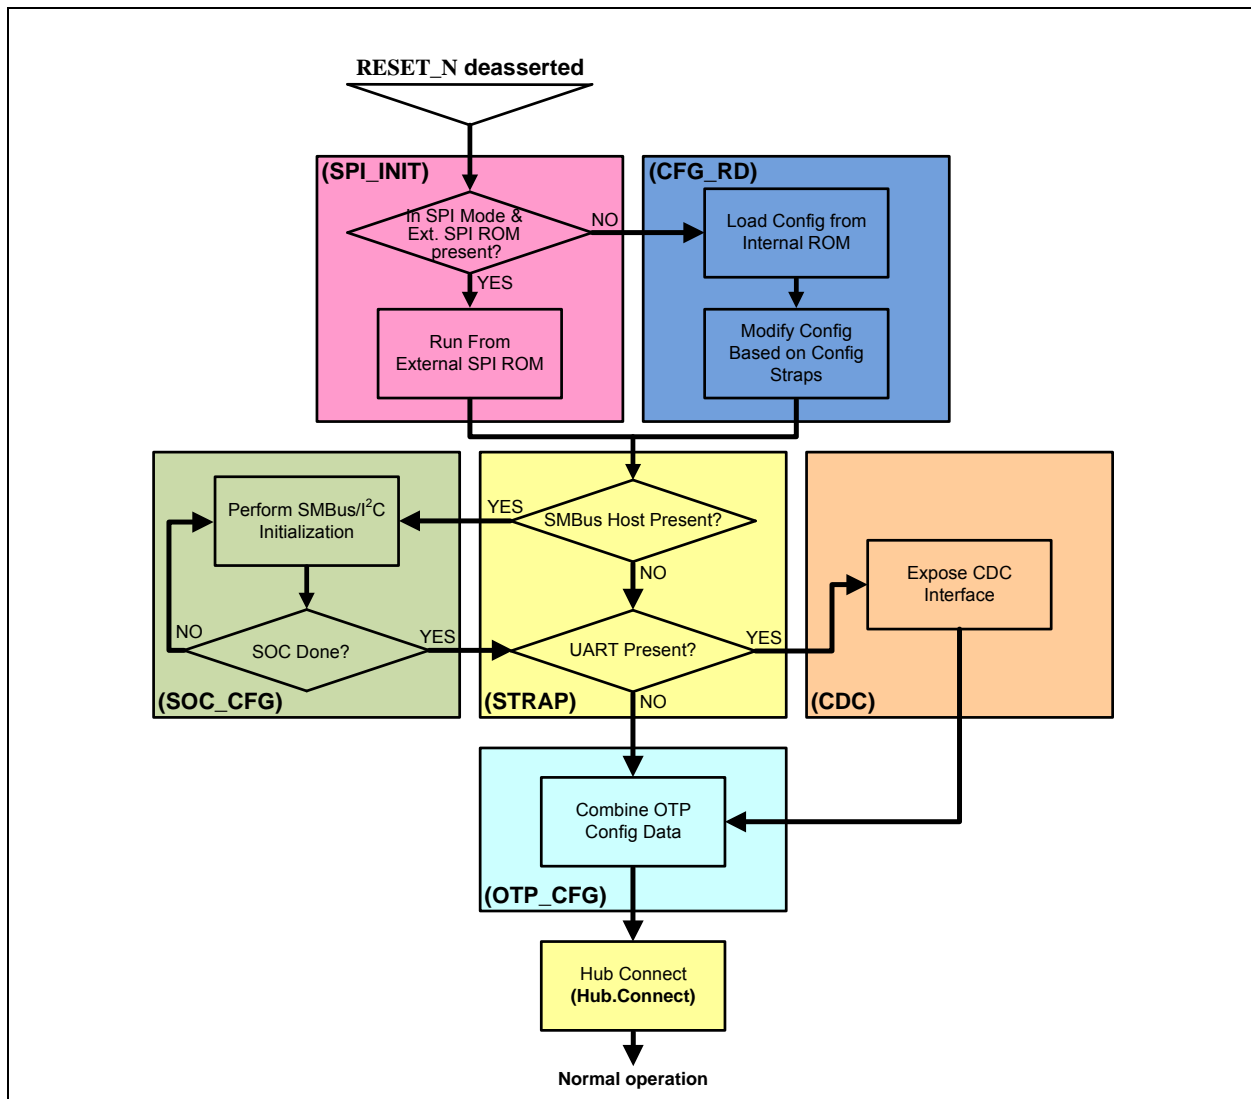 RESET_N deasserted
(SPI_INIT)
In SPI Mode &
Ext. SPI ROM
present?
NO
YES
Run From
External SPI ROM
(CFG_RD)
Load Config from
Internal ROM
Modify Config
Based on Config
Straps
Perform SMBus/I²C
Initialization
SOC Done?
NO
YES
(SOC_CFG)
YES
SMBus Host Present?
NO
UART Present?
YES
NO
(STRAP)
Expose CDC
Interface
(CDC)
Combine OTP
Config Data
(OTP_CFG)
Hub Connect
(Hub.Connect)
Normal operation